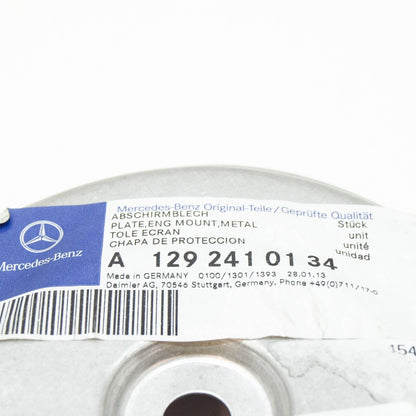 Mercedes-Benz Original-Teile / Geprüfte Qualität
ABSCHIRMBLECH Stück
PLATE,ENG MOUNT,METAL unit
TOLE ECRAN unité
CHAPA DE PROTECCION unidad
Mercedes-Benz
A 129 241 01 34
Made in GERMANY 0100/1301/1393 28.01.13
Daimler AG, 70546 Stuttgart, Germany, Phone +49(0)711/17-0
154